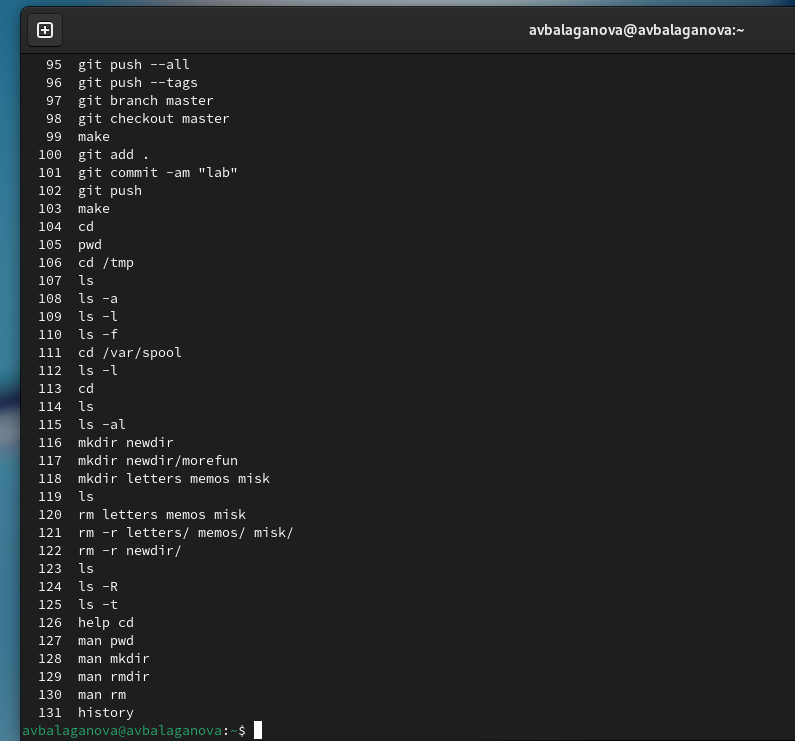 avbalaganova@avbalaganova:~
95 git push --all
96 git push --tags
97 git branch master
98 git checkout master
99 make
100 git add .
101 git commit -am "lab"
102 git push
103 make
104 cd
105 pwd
106 cd /tmp
107 ls
108 ls -a
109 ls -l
110 ls -f
111 cd /var/spool
112 ls -l
113 cd
114 ls
115 ls -al
116 mkdir newdir
117 mkdir newdir/morefun
118 mkdir letters memos misk
119 ls
120 rm letters memos misk
121 rm -r letters/ memos/ misk/
122 rm -r newdir/
123 ls
124 ls -R
125 ls -t
126 help cd
127 man pwd
128 man mkdir
129 man rmdir
130 man rm
131 history
avbalaganova@avbalaganova:~$